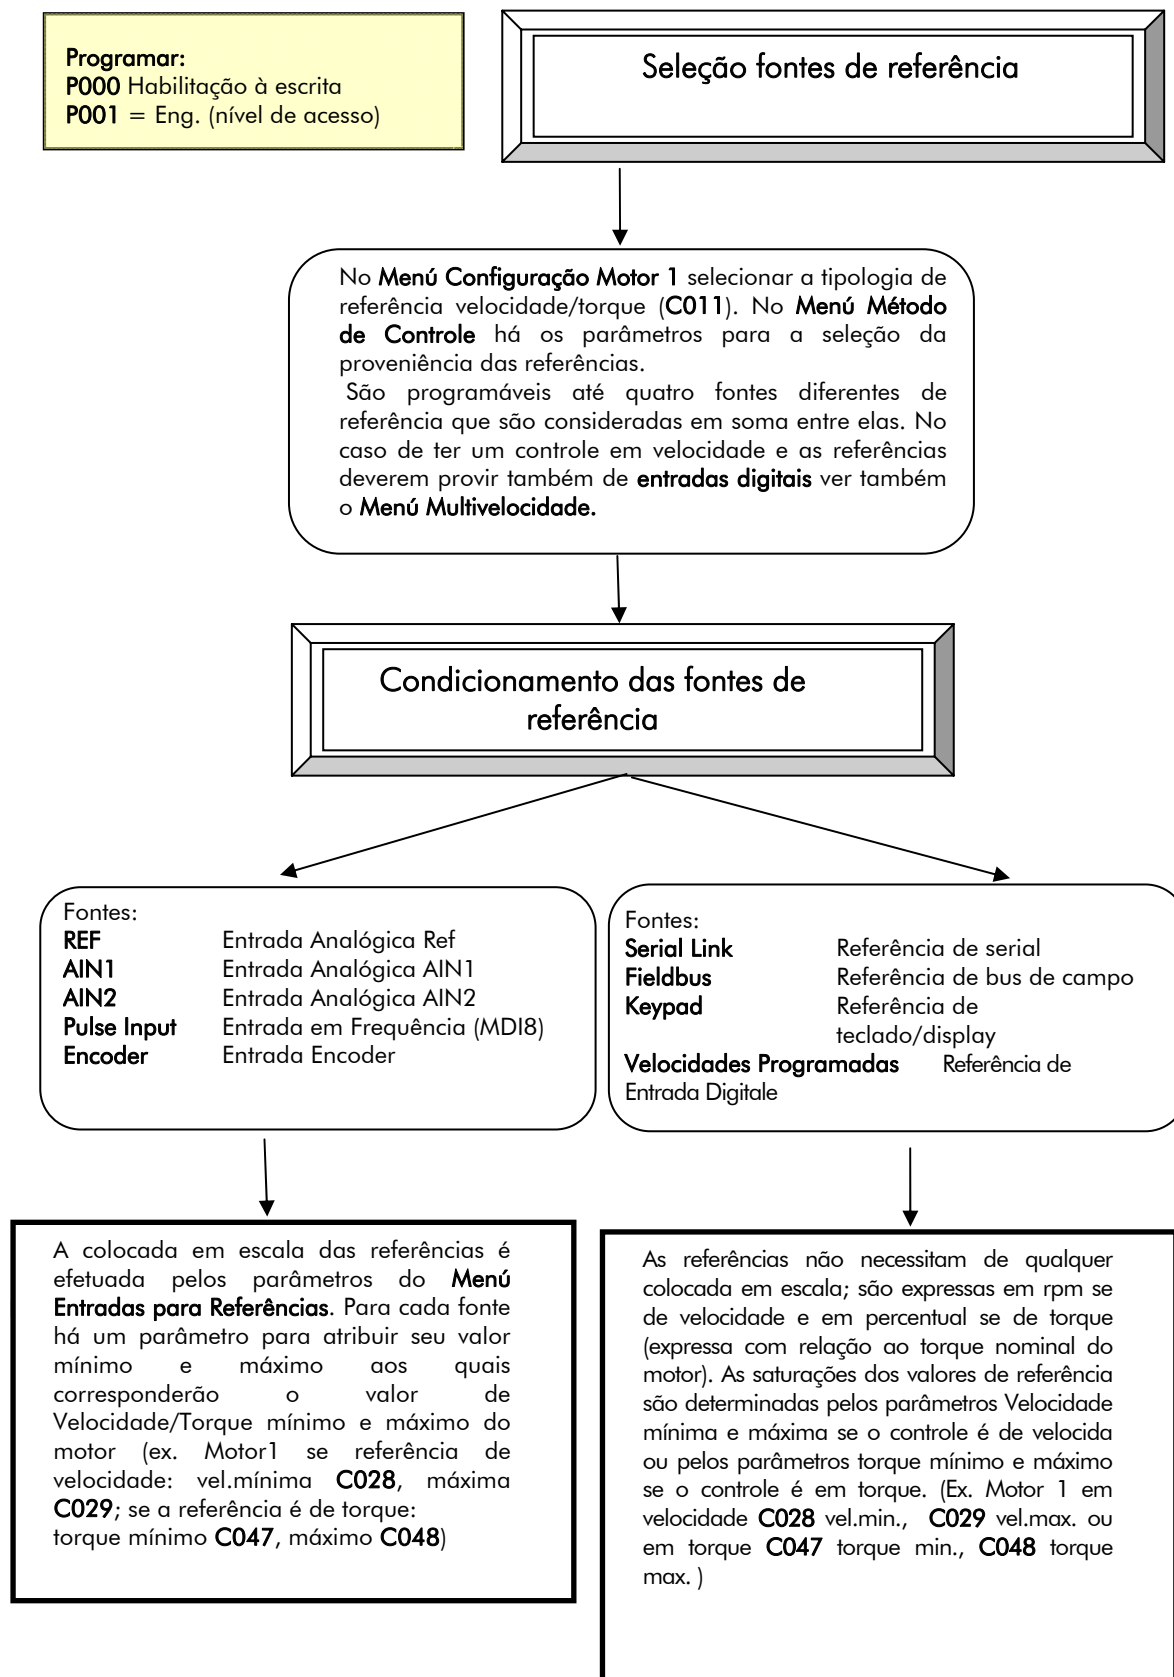 Programar:
P000 Habilitação à escrita
P001 = Eng. (nível de acesso)
Seleção fontes de referência
No Menú Configuração Motor 1 selecionar a tipologia de
referência velocidade/torque (C011). No Menú Método
de Controle há os parâmetros para a seleção da
proveniência das referências.
São programáveis até quatro fontes diferentes de
referência que são consideradas em soma entre elas. No
caso de ter um controle em velocidade e as referências
deverem provir também de entradas digitais ver também
o Menú Multivelocidade.
Condicionamento das fontes de
referência
Fontes:
REF Entrada Analógica Ref
AIN1 Entrada Analógica AIN1
AIN2 Entrada Analógica AIN2
Pulse Input Entrada em Frequência (MDI8)
Encoder Entrada Encoder
Fontes:
Serial Link Referência de serial
Fieldbus Referência de bus de campo
Keypad Referência de
teclado/display
Velocidades Programadas Referência de
Entrada Digitale
A colocada em escala das referências é
efetuada pelos parâmetros do Menú
Entradas para Referências. Para cada fonte
há um parâmetro para atribuir seu valor
mínimo e máximo aos quais
corresponderão o valor de
Velocidade/Torque mínimo e máximo do
motor (ex. Motor1 se referência de
velocidade: vel.mínima C028, máxima
C029; se a referência é de torque:
torque mínimo C047, máximo C048)
As referências não necessitam de qualquer
colocada em escala; são expressas em rpm se
de velocidade e em percentual se de torque
(expressa com relação ao torque nominal do
motor). As saturações dos valores de referência
são determinadas pelos parâmetros Velocidade
mínima e máxima se o controle é de velocida
ou pelos parâmetros torque mínimo e máximo
se o controle é em torque. (Ex. Motor 1 em
velocidade C028 vel.min., C029 vel.max. ou
em torque C047 torque min., C048 torque
max. )